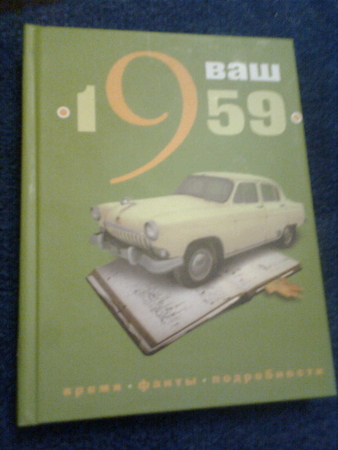 ваш
·1959·
время · факты · подробности